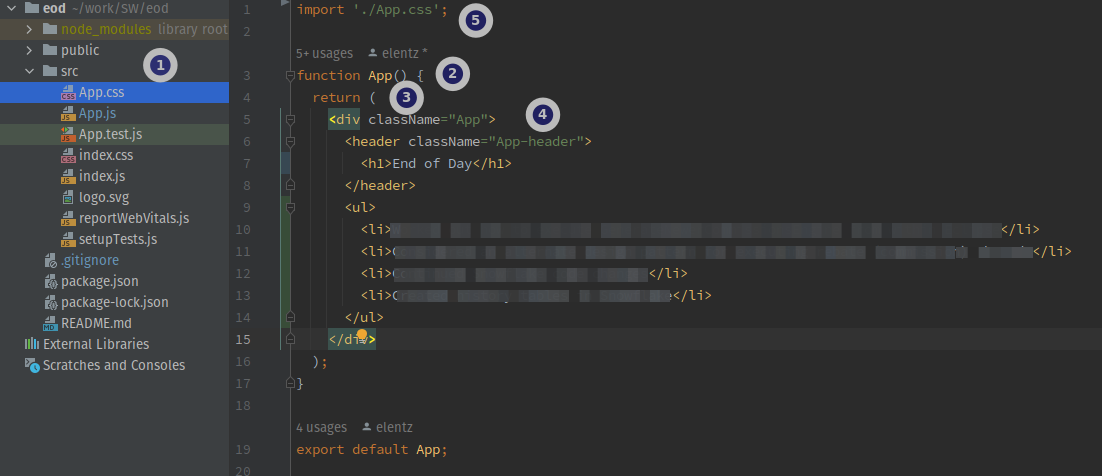 eod ~/work/SW/eod
node_modules library root
public
src
App.css
App.js
App.test.js
index.css
index.js
logo.svg
reportWebVitals.js
setupTests.js
.gitignore
package.json
package-lock.json
README.md
External Libraries
Scratches and Consoles
1
1 import './App.css';
5
2
5+ usages elentz *
3 function App() {
2
4 return (
3
5 <div className="App">
4
6 <header className="App-header">
7 <h1>End of Day</h1>
8 </header>
9 <ul>
10 <li></li>
11 <li></li>
12 <li></li>
13 <li></li>
14 </ul>
15 </div>
16 );
17 }
18
4 usages elentz
19 export default App;
20